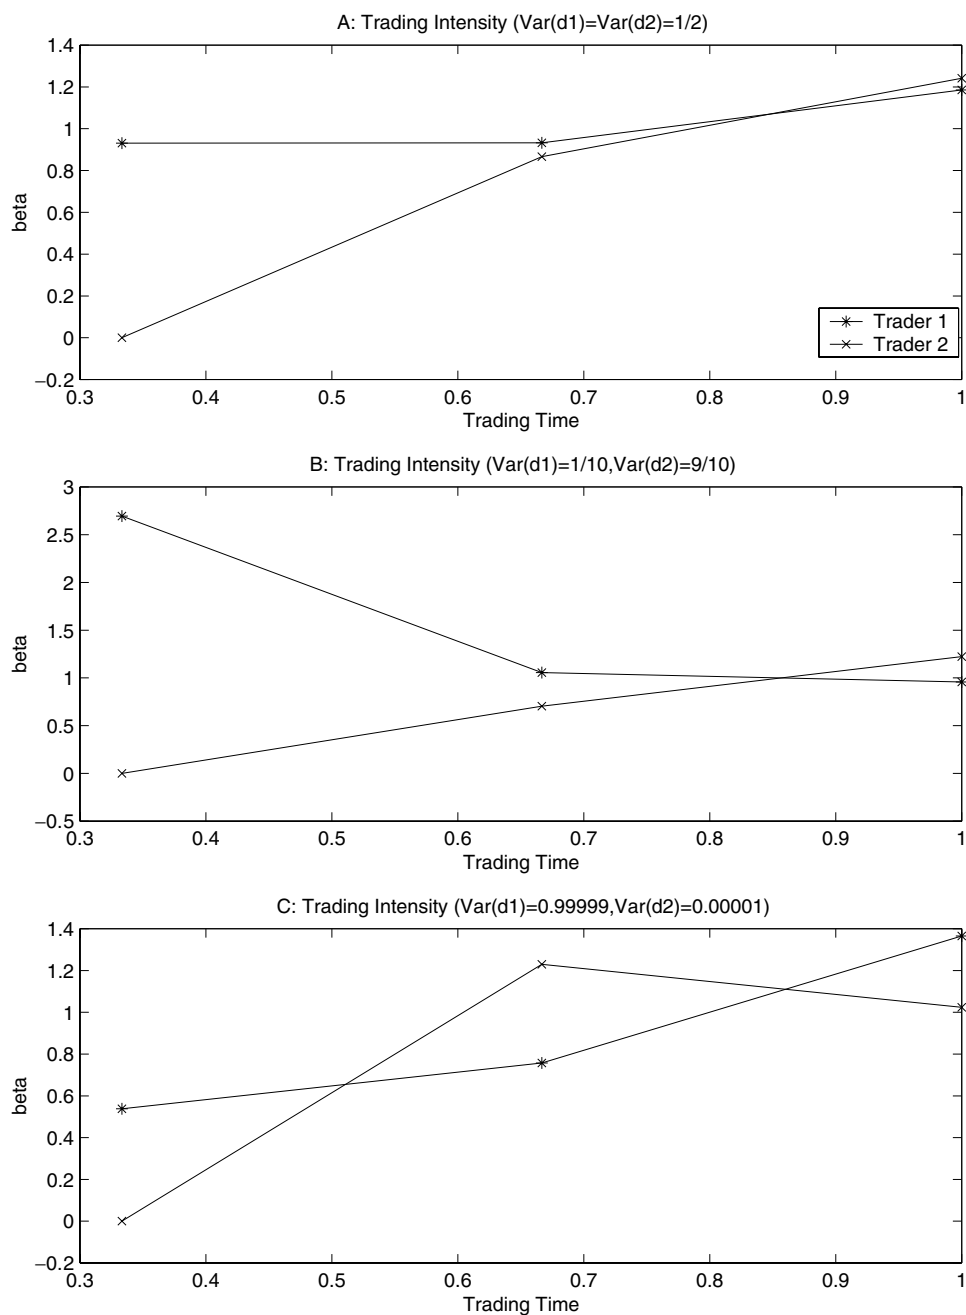 A: Trading Intensity (Var(d1)=Var(d2)=1/2)
1.4
1.2
1
0.8
0.6
0.4
0.2
0
−0.2
beta
0.3 0.4 0.5 0.6 0.7 0.8 0.9 1
Trading Time
Trader 1
Trader 2
B: Trading Intensity (Var(d1)=1/10,Var(d2)=9/10)
3
2.5
2
1.5
1
0.5
0
−0.5
beta
0.3 0.4 0.5 0.6 0.7 0.8 0.9 1
Trading Time
C: Trading Intensity (Var(d1)=0.99999,Var(d2)=0.00001)
1.4
1.2
1
0.8
0.6
0.4
0.2
0
−0.2
beta
0.3 0.4 0.5 0.6 0.7 0.8 0.9 1
Trading Time